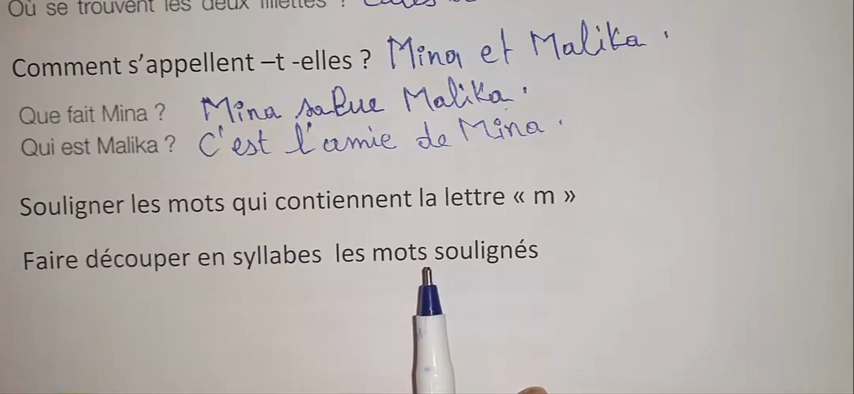 Où se trouvent les deux fillettes ?
Comment s'appellent –t -elles ? Mina et Malika.
Que fait Mina ? Mina salue Malika.
Qui est Malika ? C'est l'amie de Mina.
Souligner les mots qui contiennent la lettre « m »
Faire découper en syllabes les mots soulignés